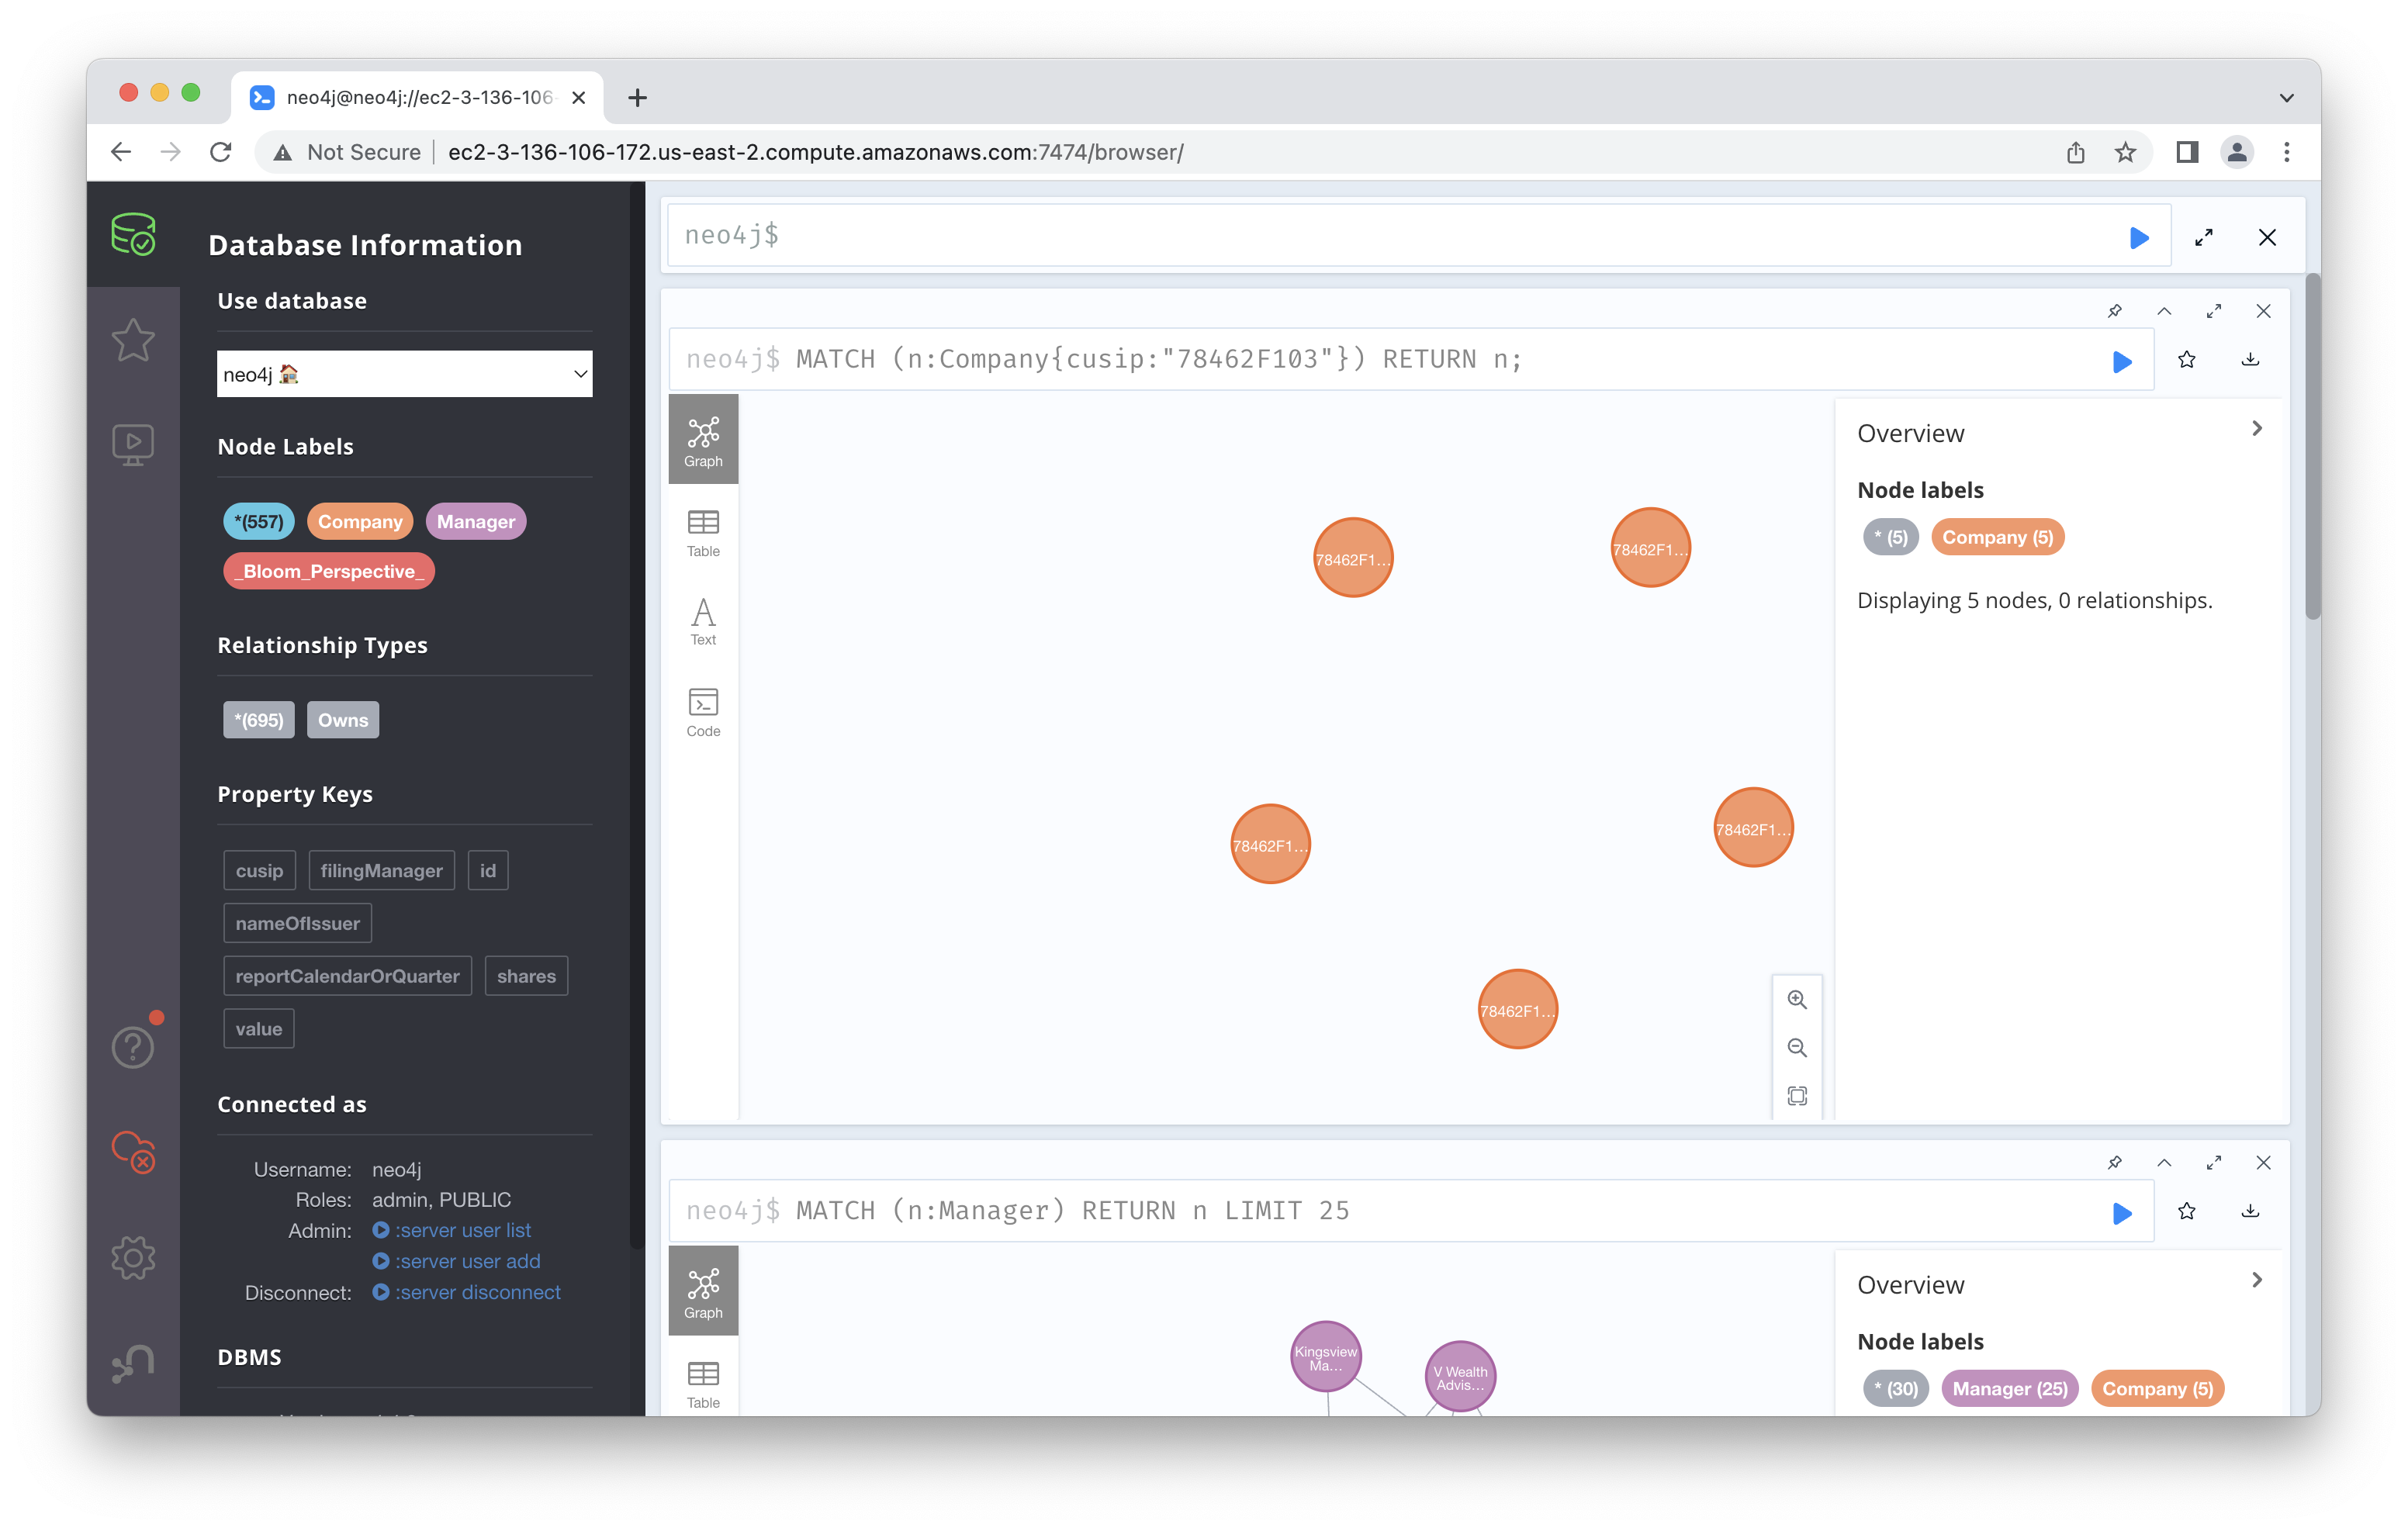 neo4j@neo4j://ec2-3-136-106
Not Secure ec2-3-136-106-172.us-east-2.compute.amazonaws.com:7474/browser/
Database Information
Use database
neo4j
Node Labels
*(557) Company Manager
_Bloom_Perspective_
Relationship Types
*(695) Owns
Property Keys
cusip filingManager id
nameOfIssuer
reportCalendarOrQuarter shares
value
Connected as
Username: neo4j
Roles: admin, PUBLIC
Admin: :server user list
:server user add
Disconnect: :server disconnect
DBMS
neo4j$
neo4j$ MATCH (n:Company{cusip:"78462F103"}) RETURN n;
Graph
Table
Text
Code
78462F1...
78462F1...
78462F1...
78462F1...
78462F1...
Overview
Node labels
* (5) Company (5)
Displaying 5 nodes, 0 relationships.
neo4j$ MATCH (n:Manager) RETURN n LIMIT 25
Graph
Table
Kingsview
Ma...
V Wealth
Advis...
Overview
Node labels
* (30) Manager (25) Company (5)